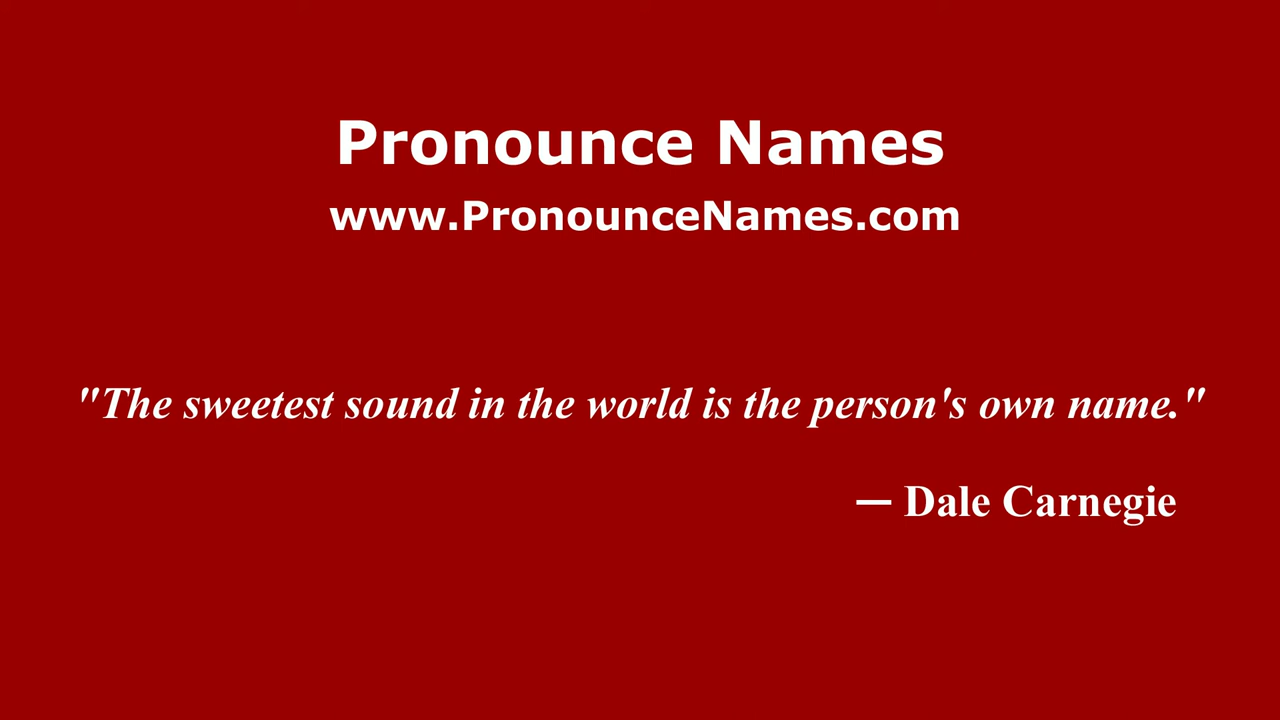 Pronounce Names
www.PronounceNames.com
"The sweetest sound in the world is the person's own name."
— Dale Carnegie